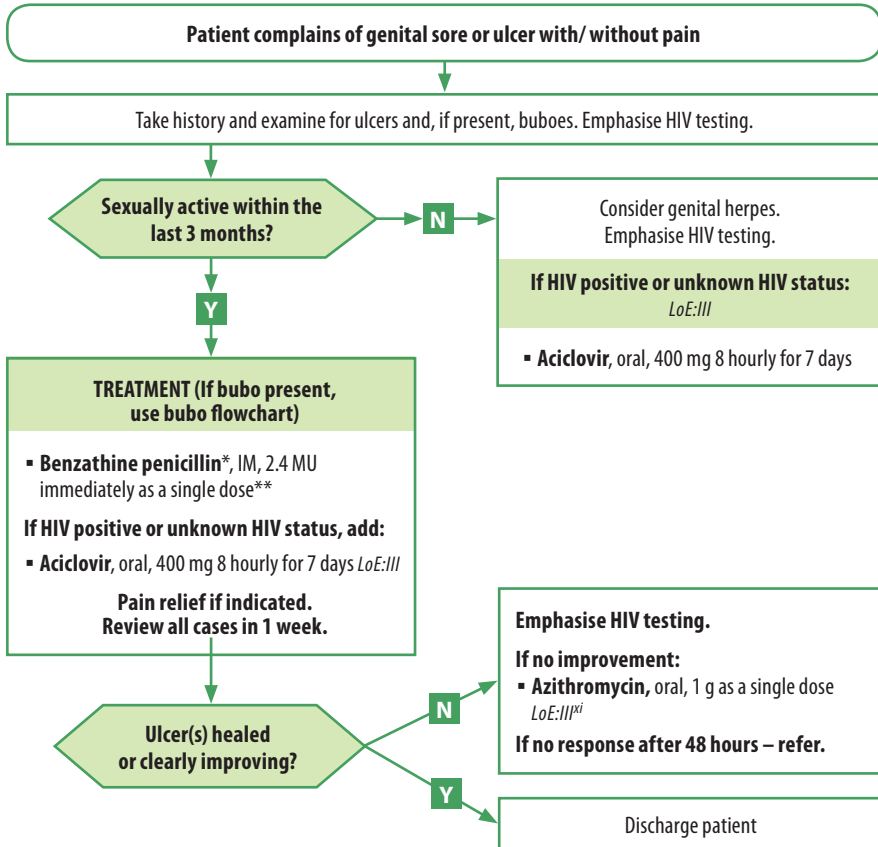 Patient complains of genital sore or ulcer with/ without pain
Take history and examine for ulcers and, if present, buboes. Emphasise HIV testing.
Sexually active within the
last 3 months?
N
Consider genital herpes.
Emphasise HIV testing.
If HIV positive or unknown HIV status:
LoE:III
▪ Aciclovir, oral, 400 mg 8 hourly for 7 days
Y
TREATMENT (If bubo present,
use bubo flowchart)
▪ Benzathine penicillin*, IM, 2.4 MU
immediately as a single dose**
If HIV positive or unknown HIV status, add:
▪ Aciclovir, oral, 400 mg 8 hourly for 7 days LoE:III
Pain relief if indicated.
Review all cases in 1 week.
Ulcer(s) healed
or clearly improving?
N
Emphasise HIV testing.
If no improvement:
▪ Azithromycin, oral, 1 g as a single dose
LoE:IIIxi
If no response after 48 hours – refer.
Y
Discharge patient